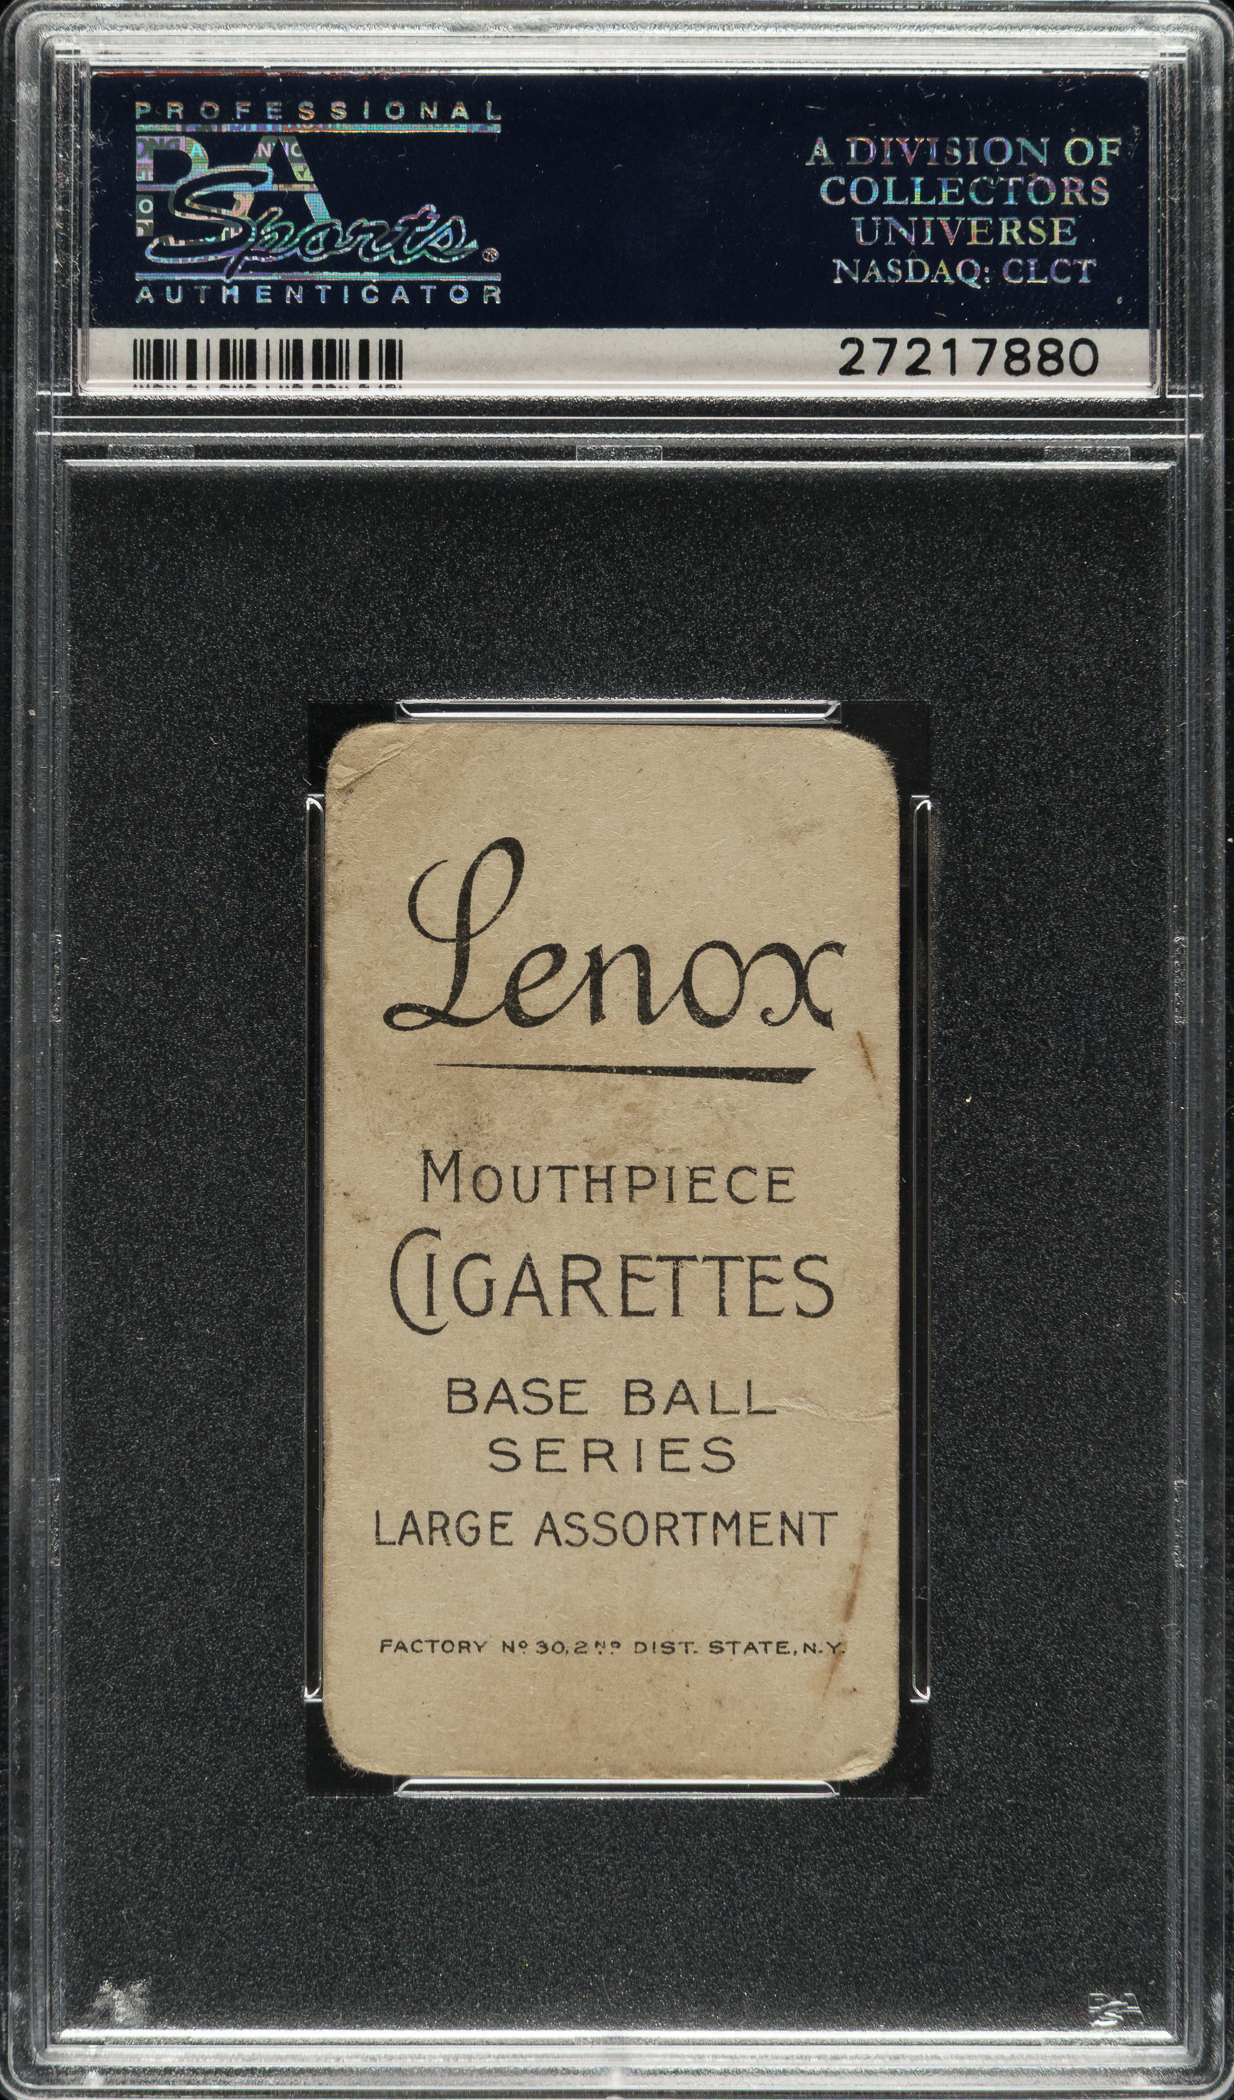 PROFESSIONAL
PSA
Sports®
AUTHENTICATOR
A DIVISION OF
COLLECTORS
UNIVERSE
NASDAQ: CLCT
27217880
Lenox
MOUTHPIECE
CIGARETTES
BASE BALL
SERIES
LARGE ASSORTMENT
FACTORY Nº 30, 2ND DIST. STATE, N.Y.
PSA